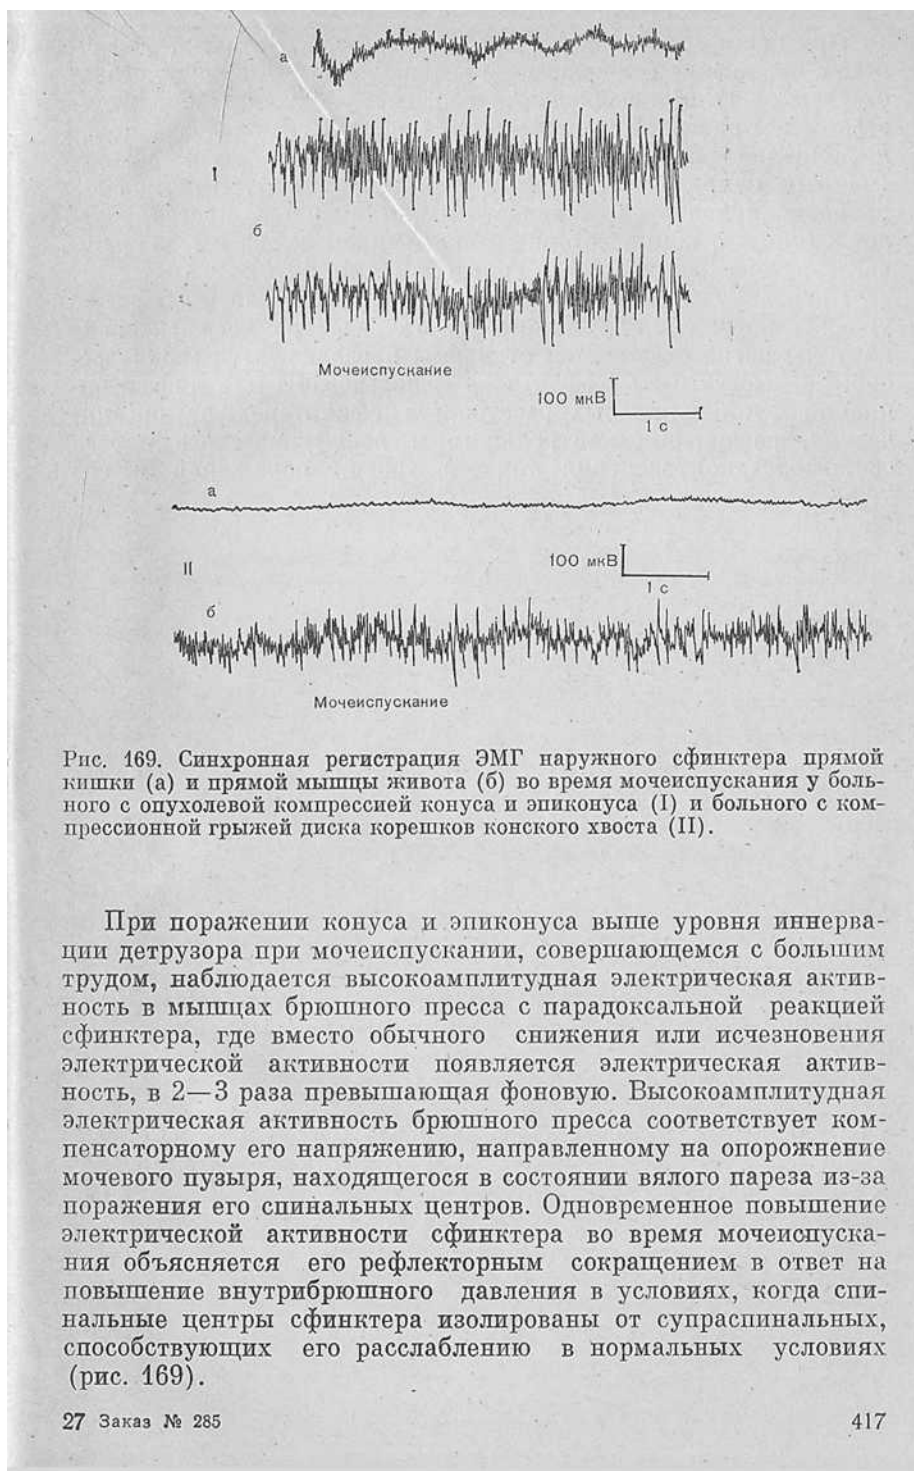 а
I
б
Мочеиспускание
100 мкВ
1 с
а
II
100 мкВ
1 с
б
Мочеиспускание
Рис. 169. Синхронная регистрация ЭМГ наружного сфинктера прямой
кишки (а) и прямой мышцы живота (б) во время мочеиспускания у боль-
ного с опухолевой компрессией конуса и эпиконуса (I) и больного с ком-
прессионной грыжей диска корешков конского хвоста (II).
При поражении конуса и эпиконуса выше уровня иннерва-
ции детрузора при мочеиспускании, совершающемся с большим
трудом, наблюдается высокоамплитудная электрическая актив-
ность в мышцах брюшного пресса с парадоксальной реакцией
сфинктера, где вместо обычного снижения или исчезновения
электрической активности появляется электрическая актив-
ность, в 2—3 раза превышающая фоновую. Высокоамплитудная
электрическая активность брюшного пресса соответствует ком-
пенсаторному его напряжению, направленному на опорожнение
мочевого пузыря, находящегося в состоянии вялого пареза из-за
поражения его спинальных центров. Одновременное повышение
электрической активности сфинктера во время мочеиспуска-
ния объясняется его рефлекторным сокращением в ответ на
повышение внутрибрюшного давления в условиях, когда спи-
нальные центры сфинктера изолированы от супраспинальных,
способствующих его расслаблению в нормальных условиях
(рис. 169).
27 Заказ № 285
417